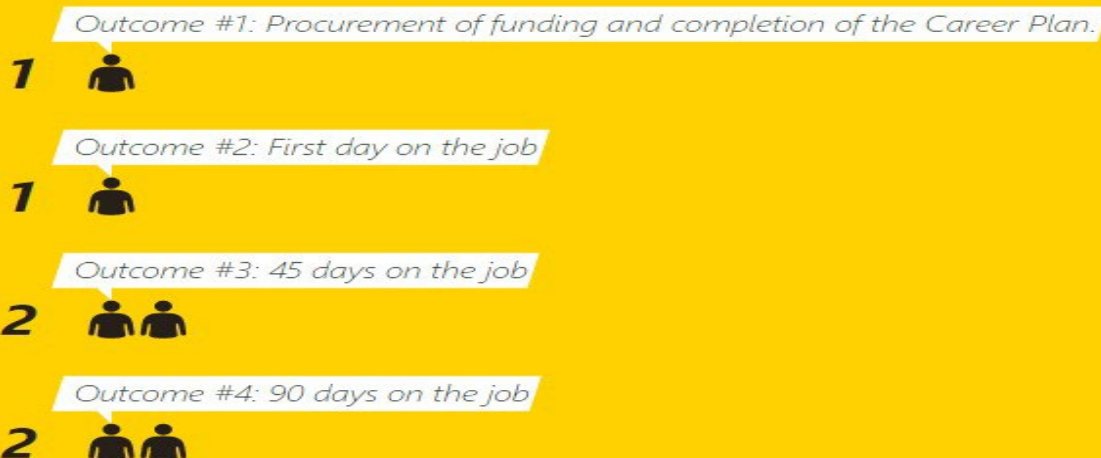 Outcome #1: Procurement of funding and completion of the Career Plan.
1
Outcome #2: First day on the job
1
Outcome #3: 45 days on the job
2
Outcome #4: 90 days on the job
2